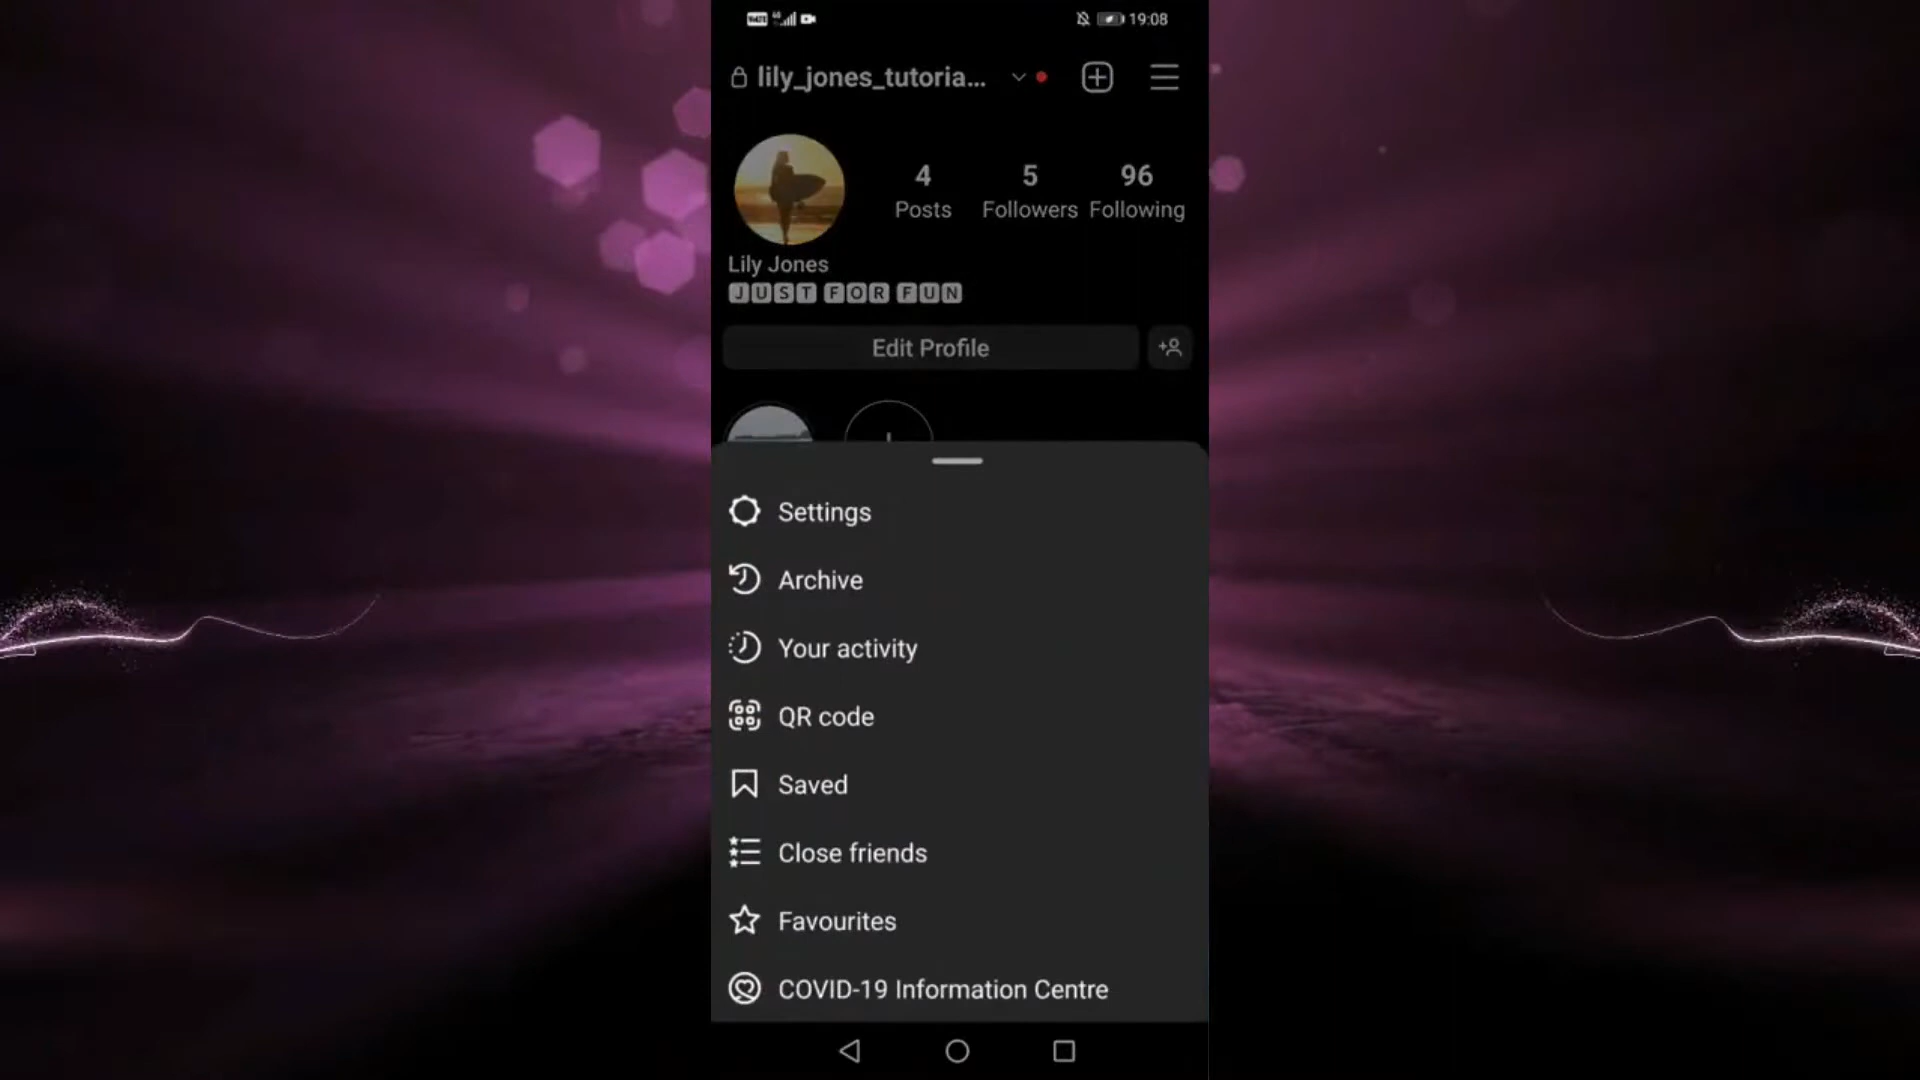 19:08
lily_jones_tutoria...
4 5 96
Posts Followers Following
Lily Jones
JUST FOR FUN
Edit Profile
Settings
Archive
Your activity
QR code
Saved
Close friends
Favourites
COVID-19 Information Centre